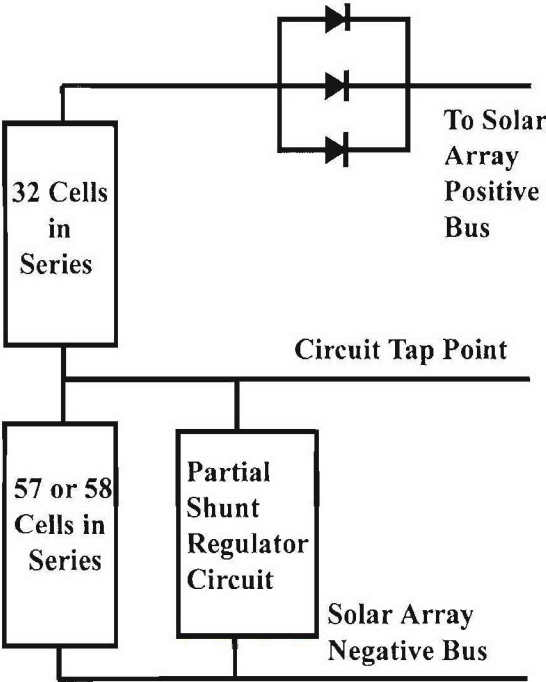 To Solar
Array
Positive
Bus
32 Cells
in
Series
Circuit Tap Point
57 or 58
Cells in
Series
Partial
Shunt
Regulator
Circuit
Solar Array
Negative Bus